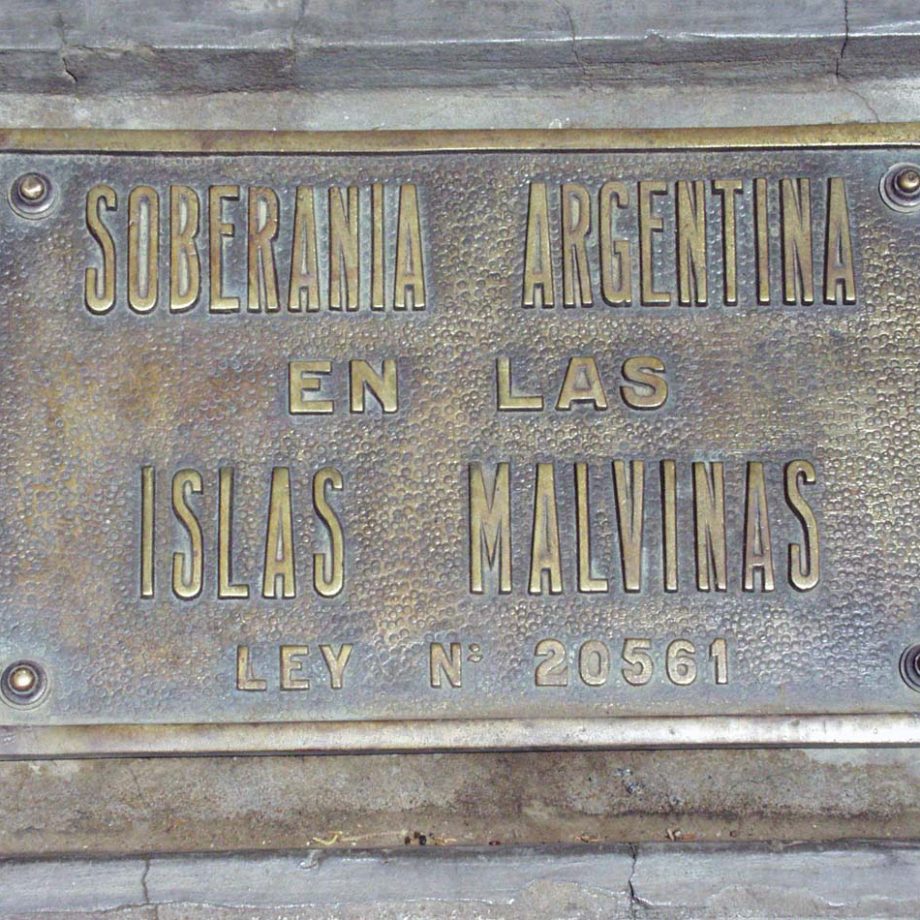 SOBERANIA ARGENTINA
EN LAS
ISLAS MALVINAS
LEY Nº 20561